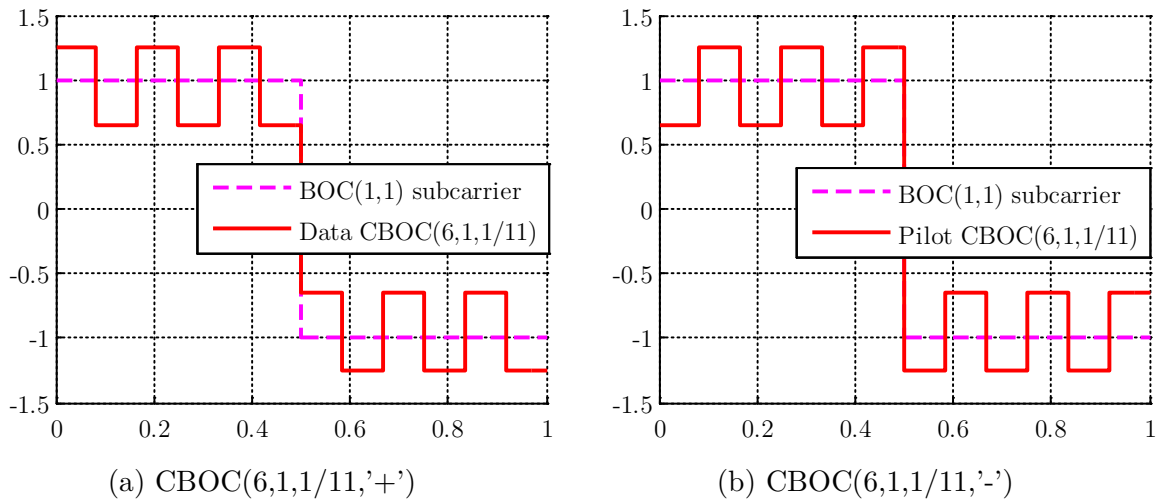 1.5
1
0.5
0
-0.5
-1
-1.5
0 0.2 0.4 0.6 0.8 1
BOC(1,1) subcarrier
Data CBOC(6,1,1/11)
(a) CBOC(6,1,1/11,'+')
1.5
1
0.5
0
-0.5
-1
-1.5
0 0.2 0.4 0.6 0.8 1
BOC(1,1) subcarrier
Pilot CBOC(6,1,1/11)
(b) CBOC(6,1,1/11,'-')